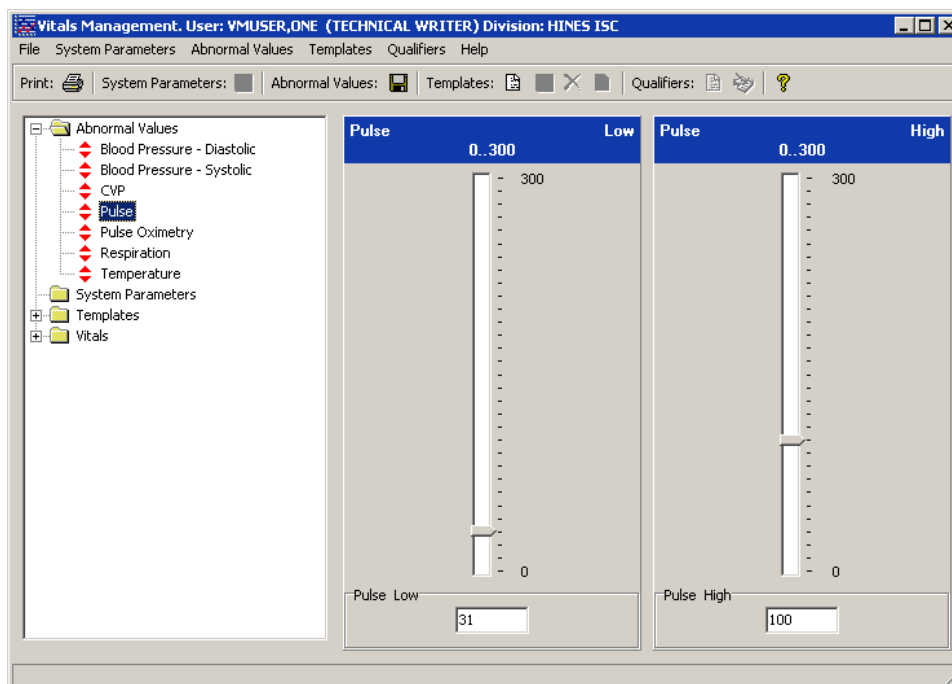 Vitals Management. User: VMUSER,ONE (TECHNICAL WRITER) Division: HINES ISC
File System Parameters Abnormal Values Templates Qualifiers Help
Print: System Parameters: Abnormal Values: Templates: Qualifiers:
Abnormal Values
Blood Pressure - Diastolic
Blood Pressure - Systolic
CVP
Pulse
Pulse Oximetry
Respiration
Temperature
System Parameters
Templates
Vitals
Pulse Low
0..300
300
0
Pulse Low
31
Pulse High
0..300
300
0
Pulse High
100